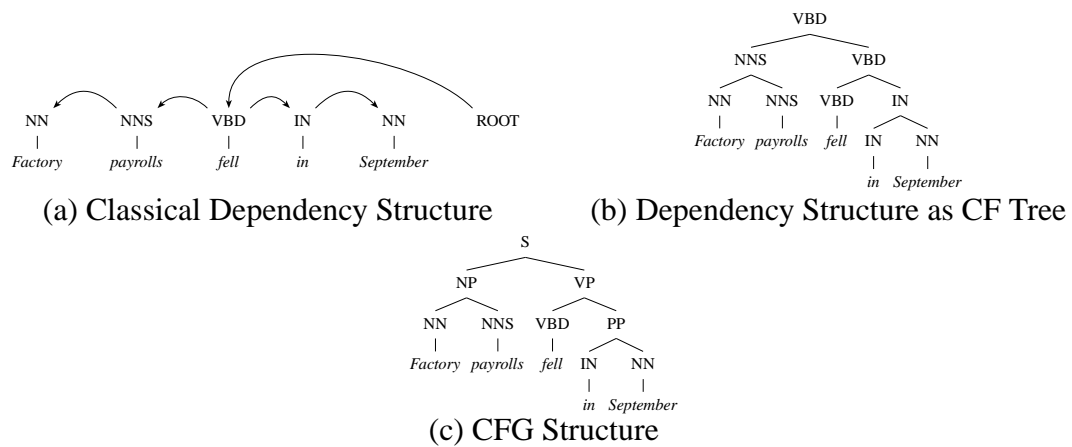 NN NNS VBD IN NN ROOT
Factory payrolls fell in September
(a) Classical Dependency Structure
VBD
NNS VBD
NN NNS VBD IN
Factory payrolls fell IN NN
in September
(b) Dependency Structure as CF Tree
S
NP VP
NN NNS VBD PP
Factory payrolls fell IN NN
in September
(c) CFG Structure